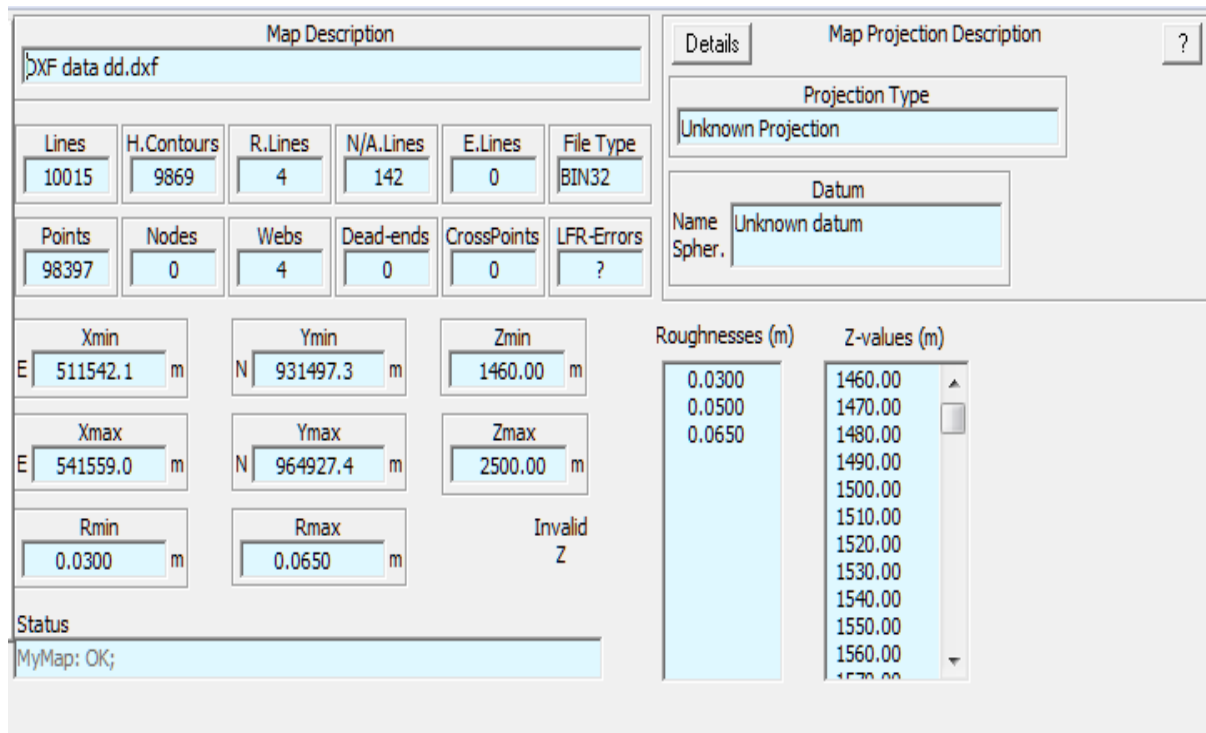 Map Description
DXF data dd.dxf
Details
Map Projection Description
?
Projection Type
Unknown Projection
Lines H.Contours R.Lines N/A.Lines E.Lines File Type
10015 9869 4 142 0 BIN32
Datum
Name Unknown datum
Spher.
Points Nodes Webs Dead-ends CrossPoints LFR-Errors
98397 0 4 0 0 ?
Xmin Ymin Zmin
E 511542.1 m N 931497.3 m 1460.00 m
Xmax Ymax Zmax
E 541559.0 m N 964927.4 m 2500.00 m
Rmin Rmax Invalid
0.0300 m 0.0650 m Z
Roughnesses (m)
0.0300
0.0500
0.0650
Z-values (m)
1460.00
1470.00
1480.00
1490.00
1500.00
1510.00
1520.00
1530.00
1540.00
1550.00
1560.00
1570.00
Status
MyMap: OK;